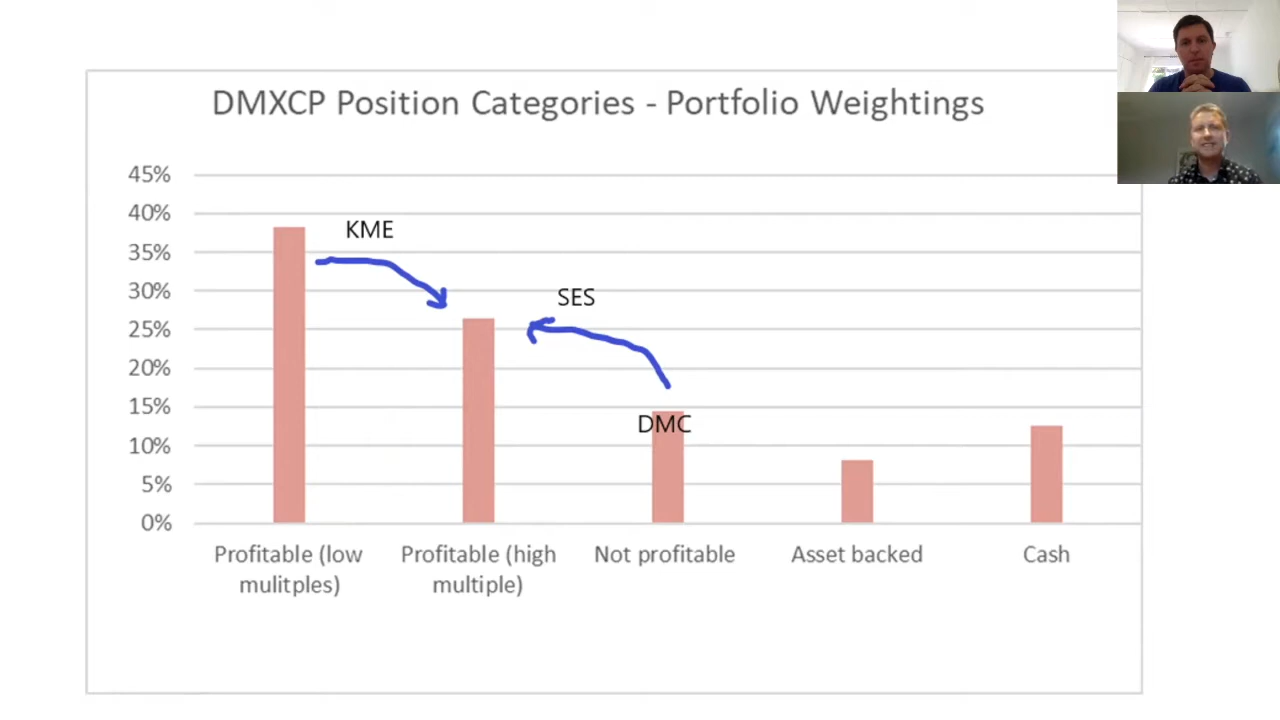 DMXCP Position Categories - Portfolio Weightings
45%
40%
35%
30%
25%
20%
15%
10%
5%
0%
KME
SES
DMC
Profitable (low
mulitples)
Profitable (high
multiple)
Not profitable
Asset backed
Cash